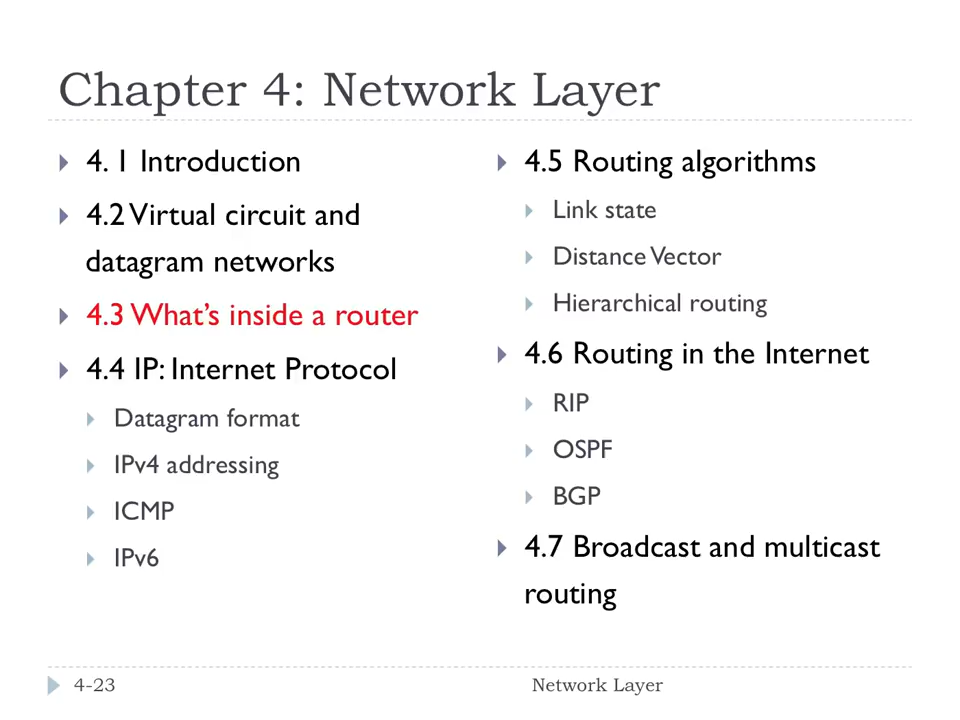 Chapter 4: Network Layer
4. 1 Introduction
4.2 Virtual circuit and
datagram networks
4.3 What's inside a router
4.4 IP: Internet Protocol
Datagram format
IPv4 addressing
ICMP
IPv6
4.5 Routing algorithms
Link state
Distance Vector
Hierarchical routing
4.6 Routing in the Internet
RIP
OSPF
BGP
4.7 Broadcast and multicast
routing
4-23
Network Layer